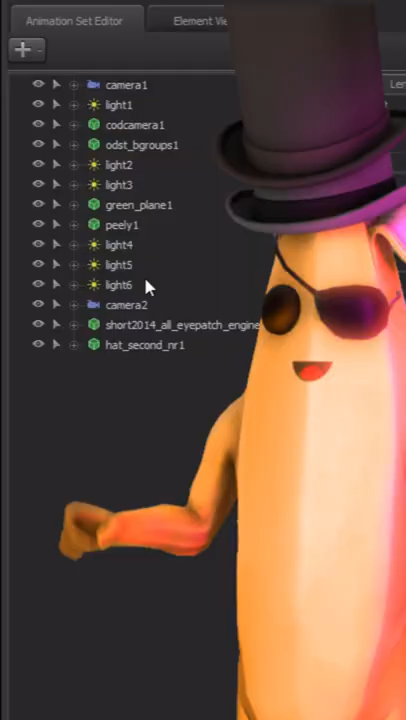 Animation Set Editor
Element Vie
Ler
camera1
light1
codcamera1
odst_bgroups1
light2
light3
green_plane1
peely1
light4
light5
light6
camera2
short2014_all_eyepatch_engine
hat_second_nr1